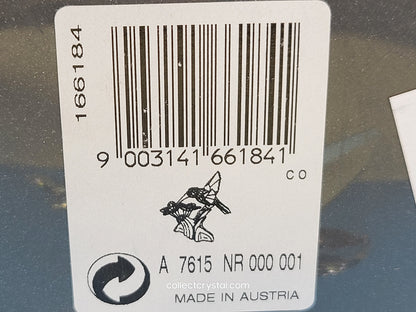 166184
9 003141 661841
CO
A 7615 NR 000 001
collectcrystal.com
MADE IN AUSTRIA